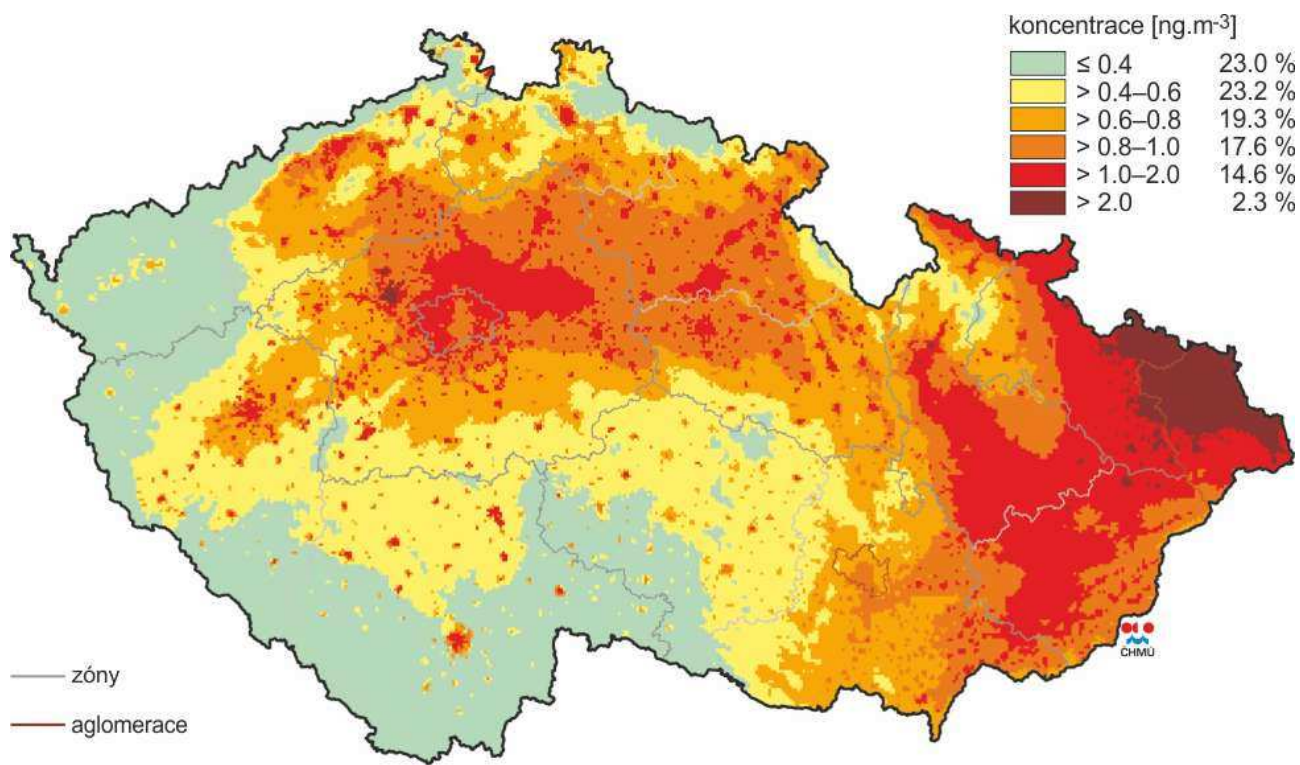 koncentrace [ng.m-3]
≤ 0.4 23.0 %
> 0.4–0.6 23.2 %
> 0.6–0.8 19.3 %
> 0.8–1.0 17.6 %
> 1.0–2.0 14.6 %
> 2.0 2.3 %
ČHMÚ
zóny
aglomerace